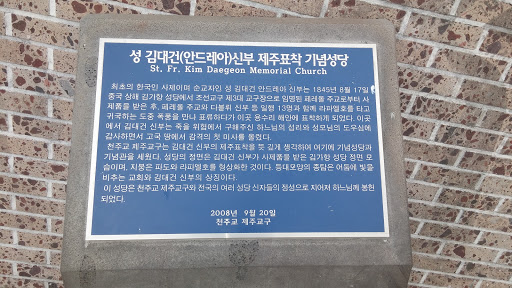 성 김대건(안드레아)신부 제주표착 기념성당
St. Fr. Kim Daegeon Memorial Church
최초의 한국인 사제이며 순교자인 성 김대건 안드레아 신부는 1845년 8월 17일
중국 상해 김가항 성당에서 조선교구 제3대 교구장으로 임명된 페레올 주교로부터 사
제품을 받은 후, 페레올 주교와 다블뤼 신부 등 일행 13명과 함께 라파엘호를 타고
귀국하는 도중 폭풍을 만나 표류하다가 이곳 용수리 해안에 표착하게 되었다. 이곳
에서 김대건 신부는 죽을 위험에서 구해주신 하느님의 섭리와 성모님의 도우심에
감사하면서 고국 땅에서 감격의 첫 미사를 올렸다.
천주교 제주교구는 김대건 신부의 제주표착을 뜻 깊게 생각하여 여기에 기념성당과
기념관을 세웠다. 성당의 정면은 김대건 신부가 사제품을 받은 김가항 성당 정면 모
습이며, 지붕은 파도와 라파엘호를 형상화한 것이다. 등대모양의 종탑은 어둠에 빛을
비추는 교회와 김대건 신부의 상징이다.
이 성당은 천주교 제주교구와 전국의 여러 성당 신자들의 정성으로 지어져 하느님께 봉헌
되었다.
2008년 9월 20일
천주교 제주교구